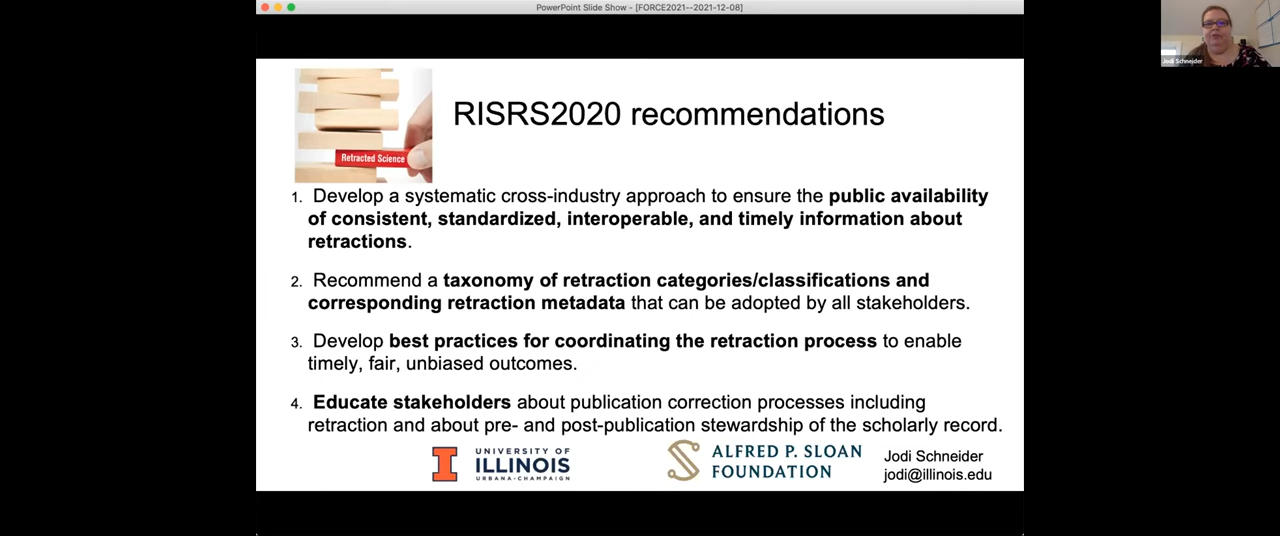 PowerPoint Slide Show - [FORCE2021--2021-12-08]
Jodi Schneider
RISRS2020 recommendations
Retracted Science
1. Develop a systematic cross-industry approach to ensure the public availability
of consistent, standardized, interoperable, and timely information about
retractions.
2. Recommend a taxonomy of retraction categories/classifications and
corresponding retraction metadata that can be adopted by all stakeholders.
3. Develop best practices for coordinating the retraction process to enable
timely, fair, unbiased outcomes.
4. Educate stakeholders about publication correction processes including
retraction and about pre- and post-publication stewardship of the scholarly record.
I
UNIVERSITY OF
ILLINOIS
URBANA-CHAMPAIGN
ALFRED P. SLOAN
FOUNDATION
Jodi Schneider
jodi@illinois.edu